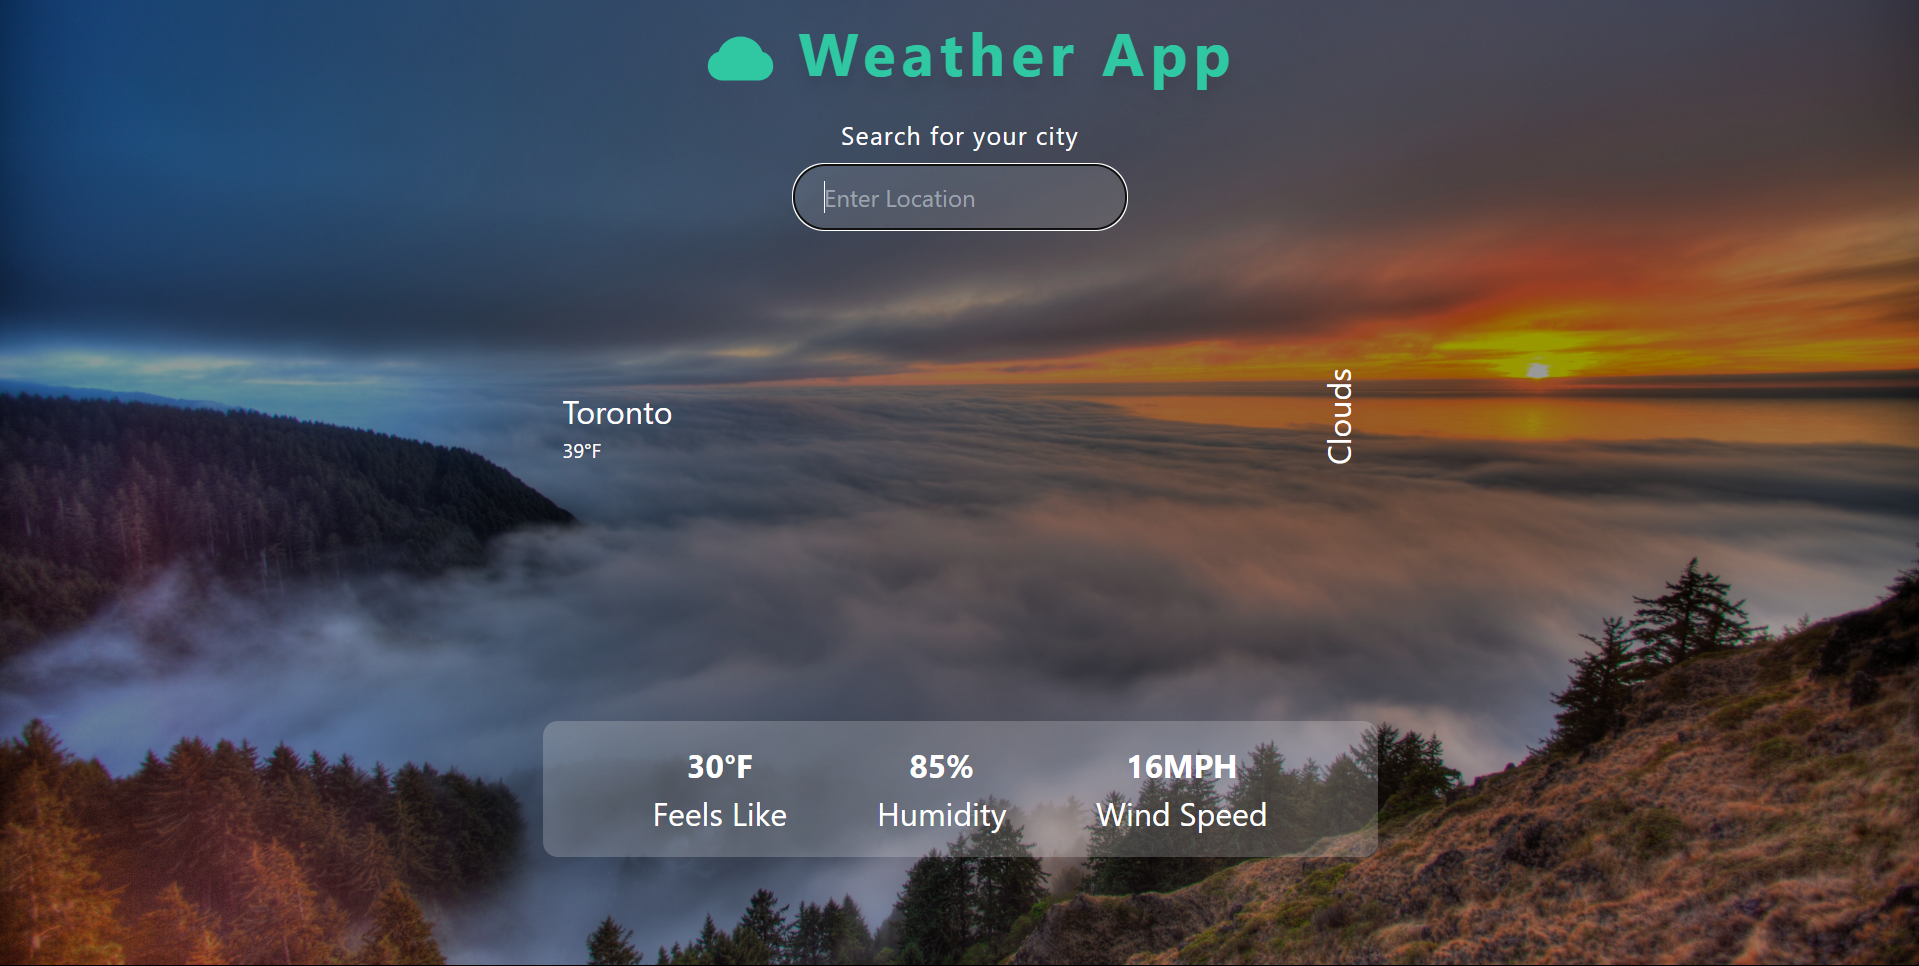 Weather App
Search for your city
Enter Location
Toronto
39°F
Clouds
30°F
Feels Like
85%
Humidity
16MPH
Wind Speed